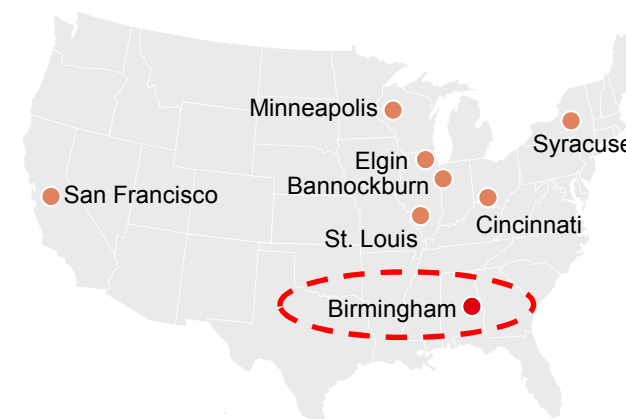 Minneapolis
Syracuse
Elgin
Bannockburn
San Francisco
Cincinnati
St. Louis
Birmingham